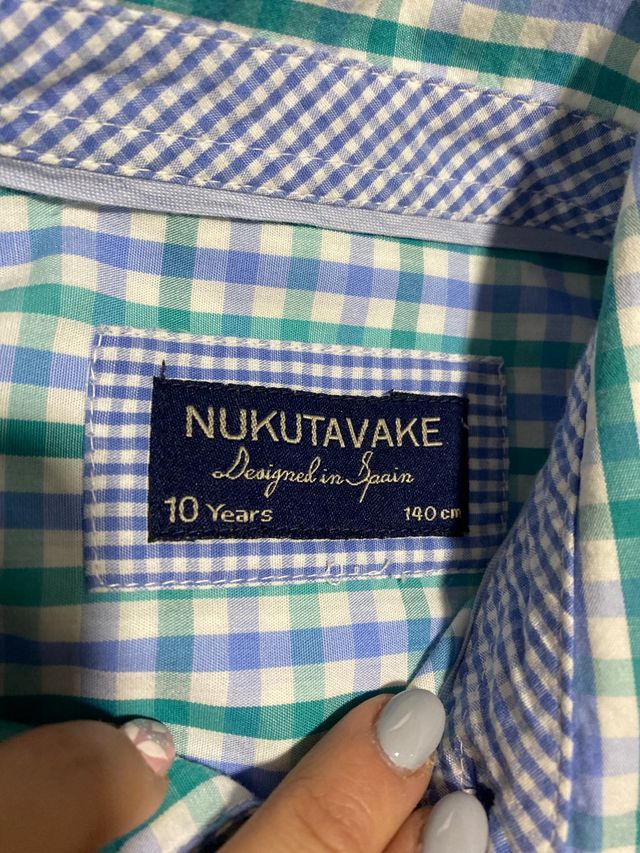 NUKUTAVAKE
Designed in Spain
10 Years 140 cm